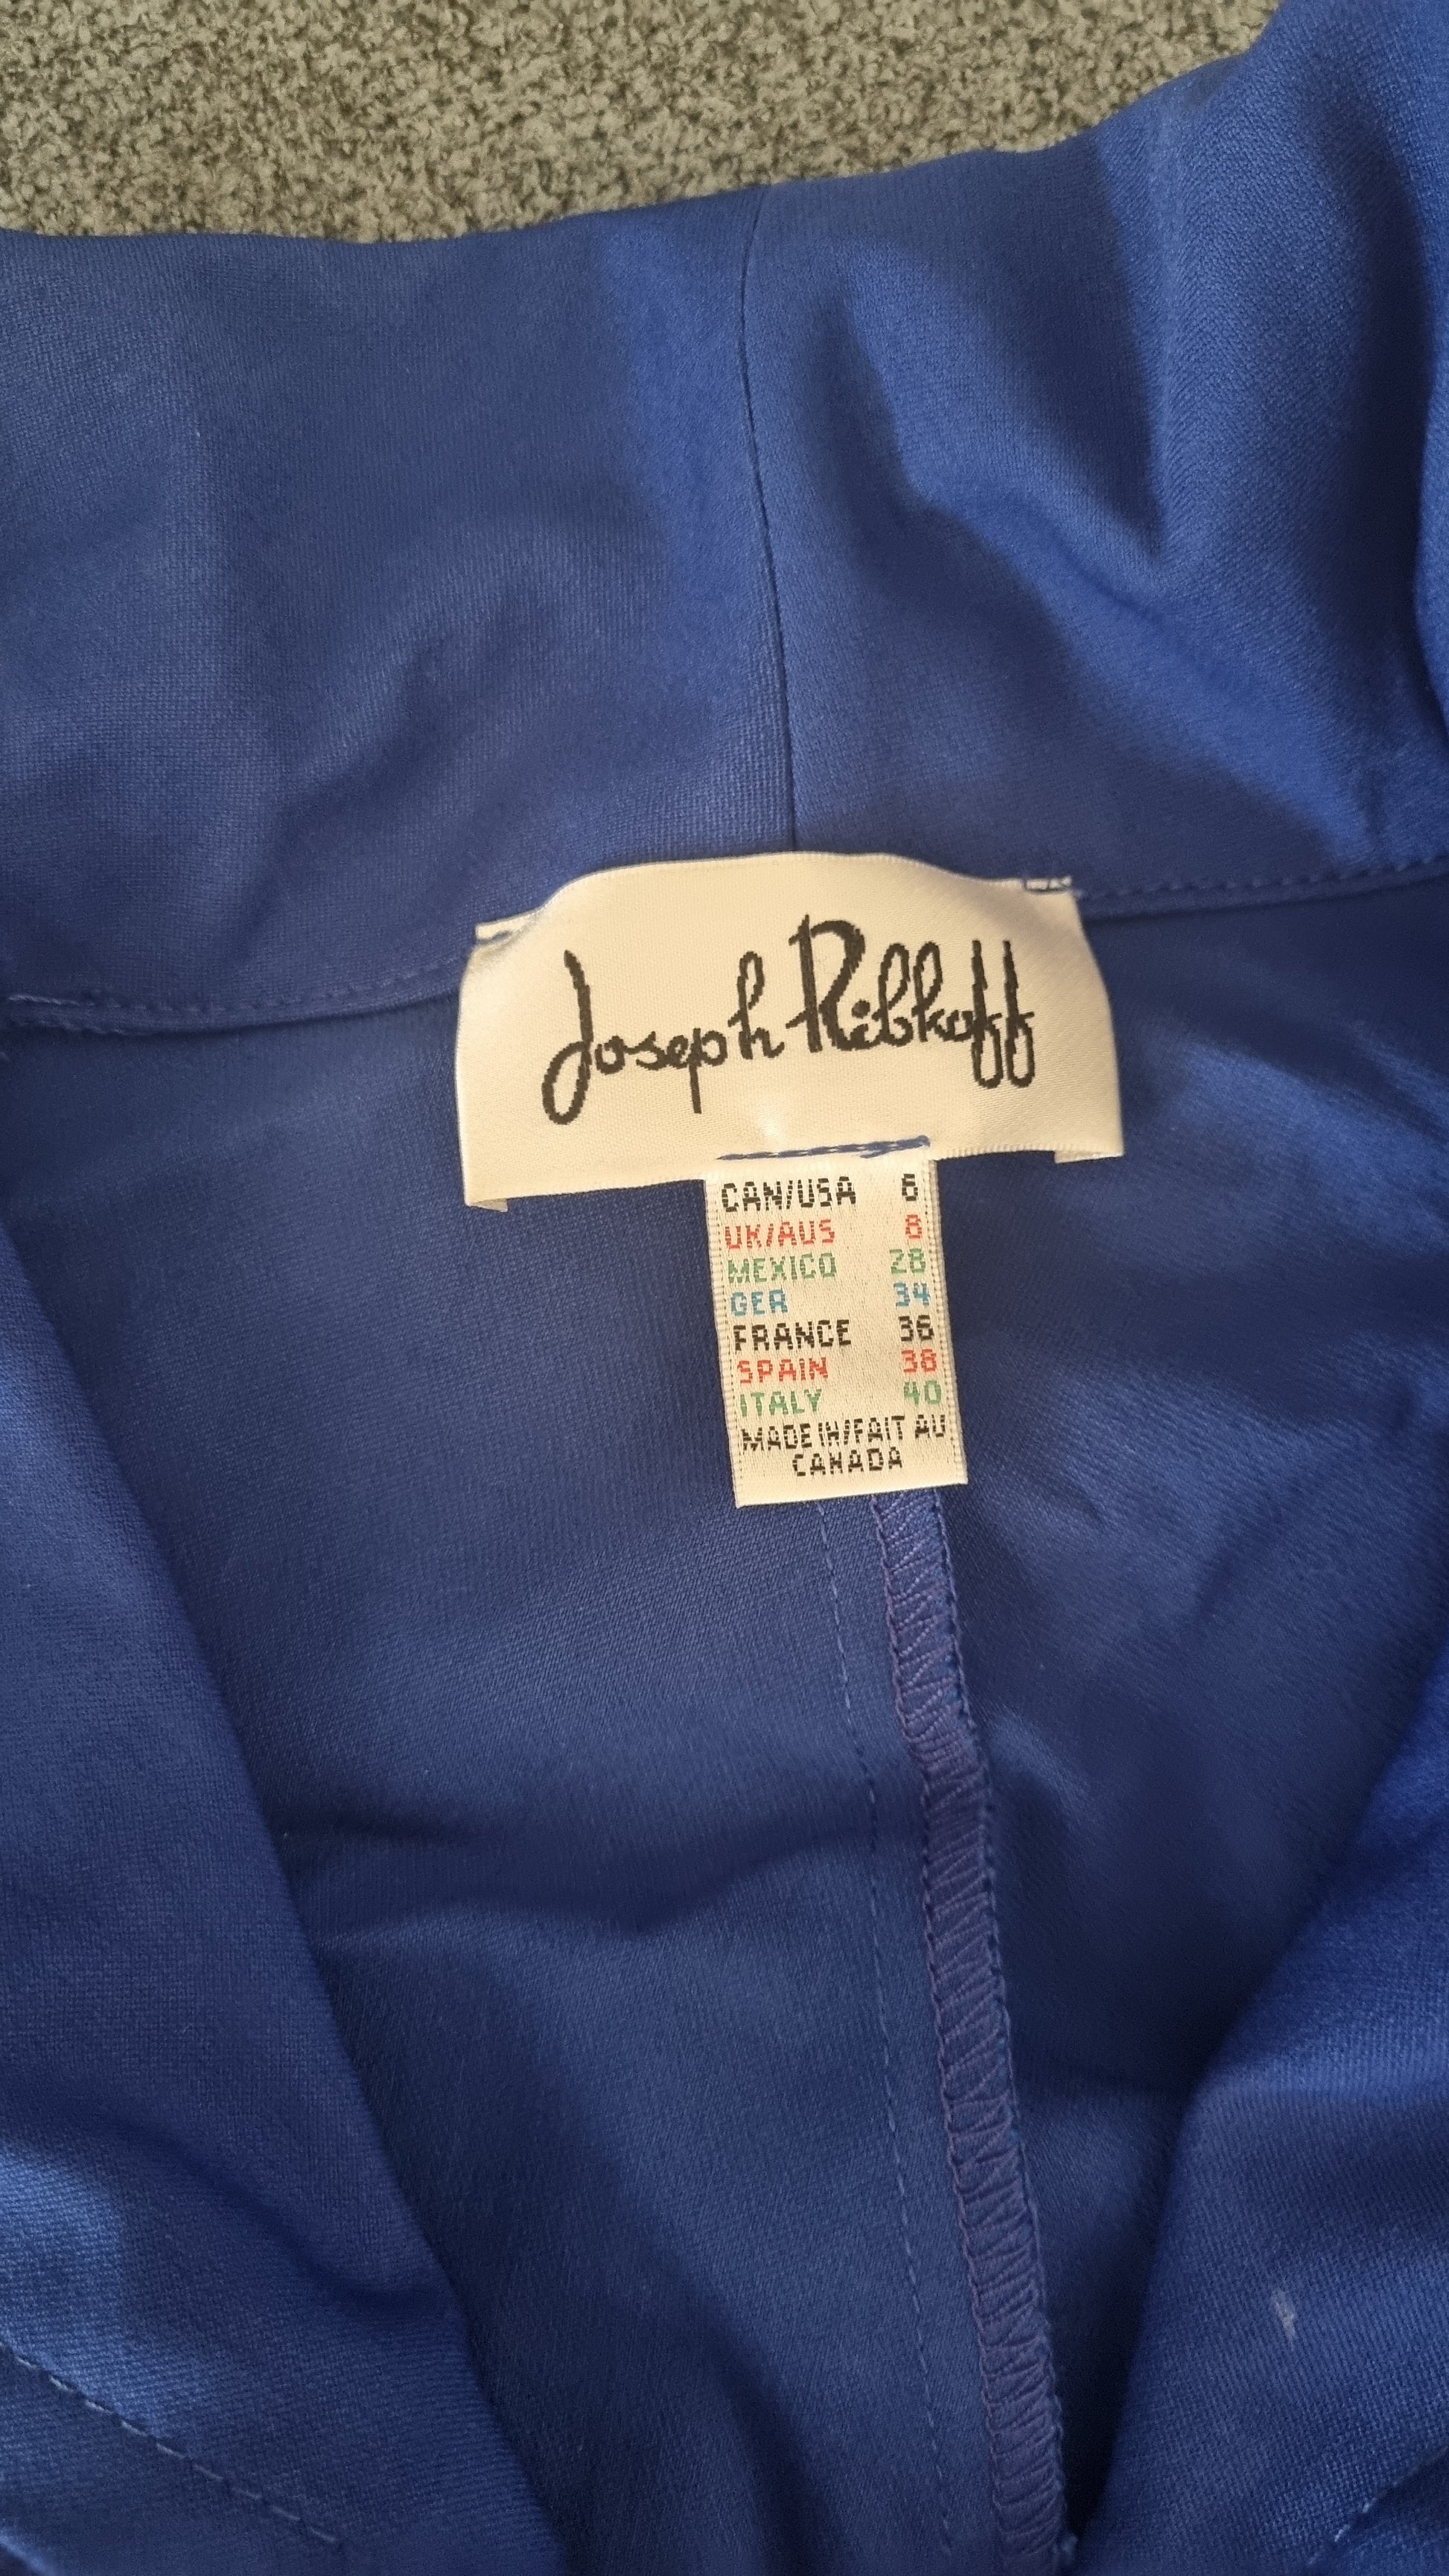 Joseph Ribkoff
CAN/USA 6
UK/AUS 8
MEXICO 28
GER 34
FRANCE 36
SPAIN 38
ITALY 40
MADE IN/FAIT AU
CANADA